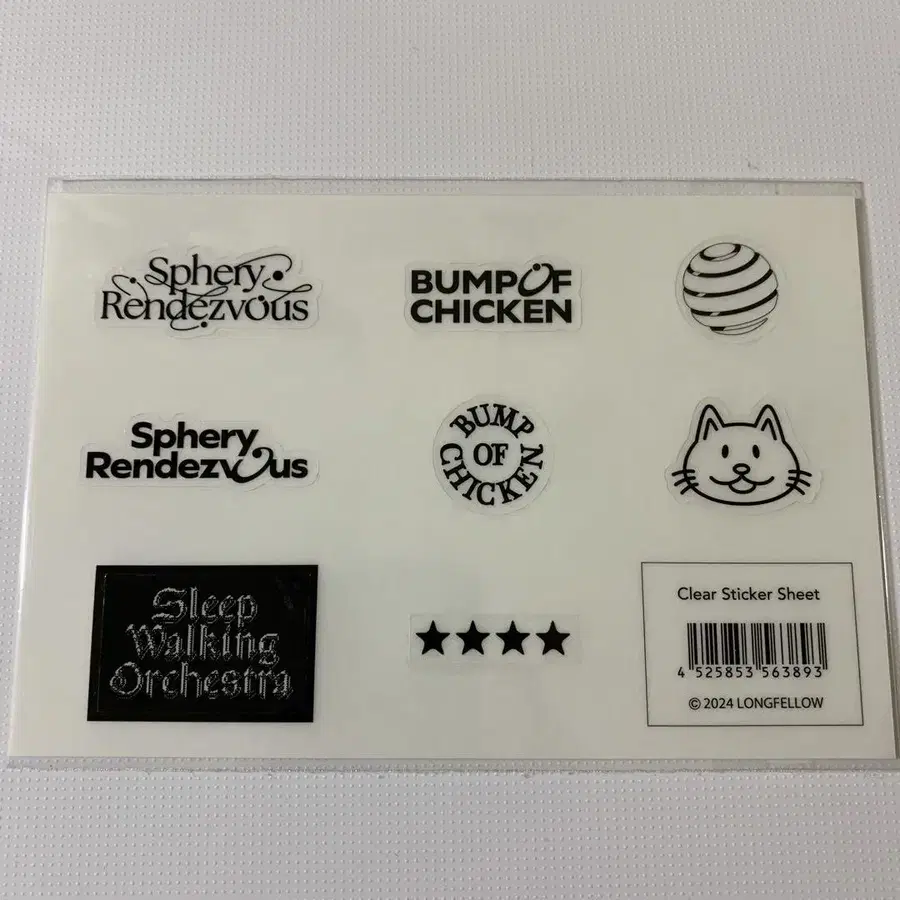 Sphery
Rendezvous
BUMP OF
CHICKEN
Sphery
Rendezvous
BUMP
OF
CHICKEN
Sleep
Walking
Orchestra
Clear Sticker Sheet
4 525853 563893
© 2024 LONGFELLOW